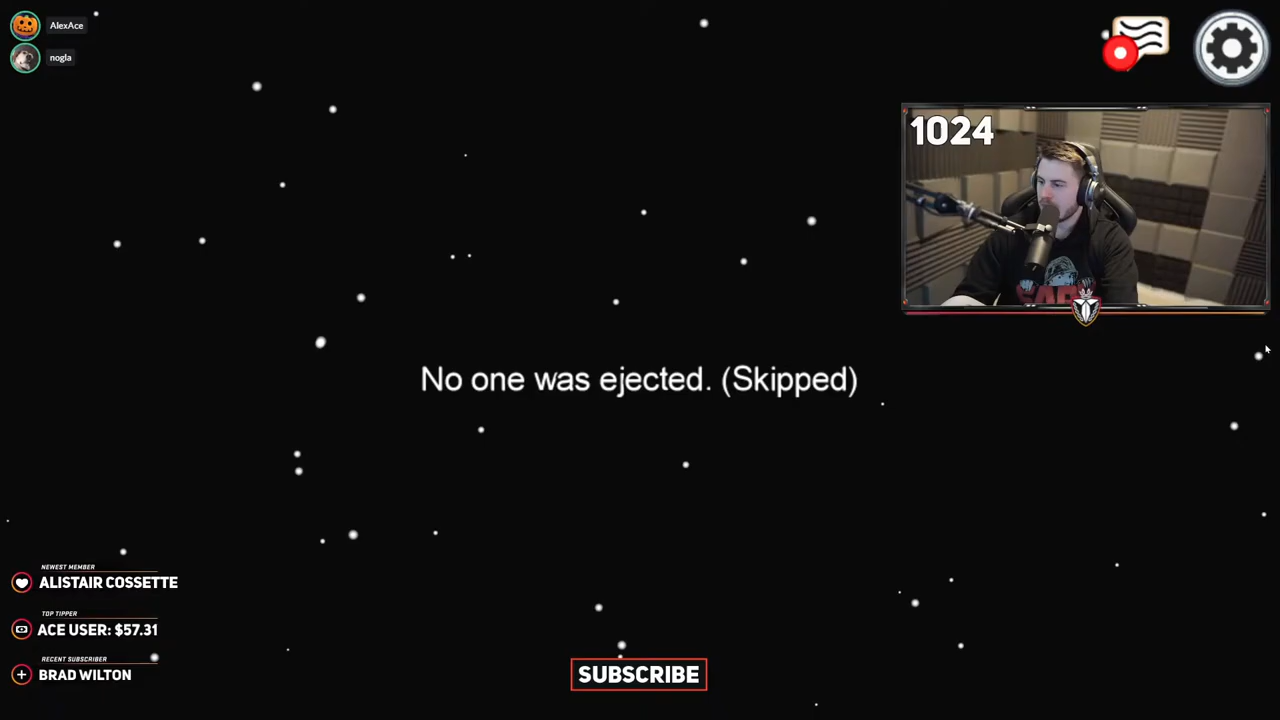 AlexAce
nogla
1024
No one was ejected. (Skipped)
NEWEST MEMBER
ALISTAIR COSSETTE
TOP TIPPER
ACE USER: $57.31
RECENT SUBSCRIBER
BRAD WILTON
SUBSCRIBE